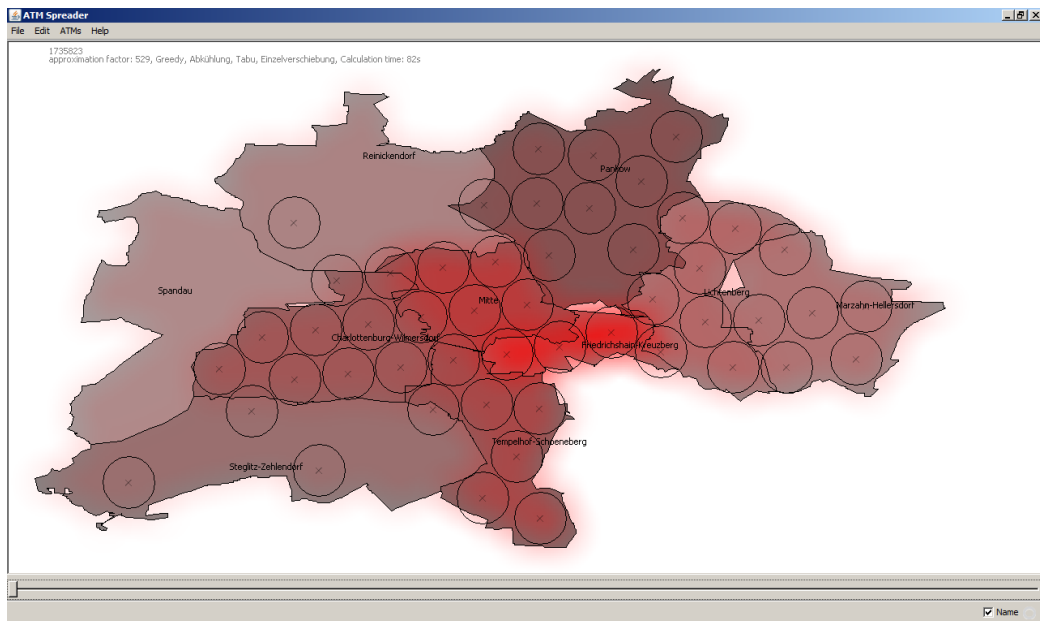 ATM Spreader
File Edit ATMs Help
1735823
approximation factor: 529, Greedy, Abkühlung, Tabu, Einzelverschiebung, Calculation time: 82s
Reinickendorf
Pankow
Spandau
Lichtenberg
Mitte
Marzahn-Hellersdorf
Charlottenburg-Wilmersdorf
Friedrichshain-Kreuzberg
Tempelhof-Schoeneberg
Steglitz-Zehlendorf
Name